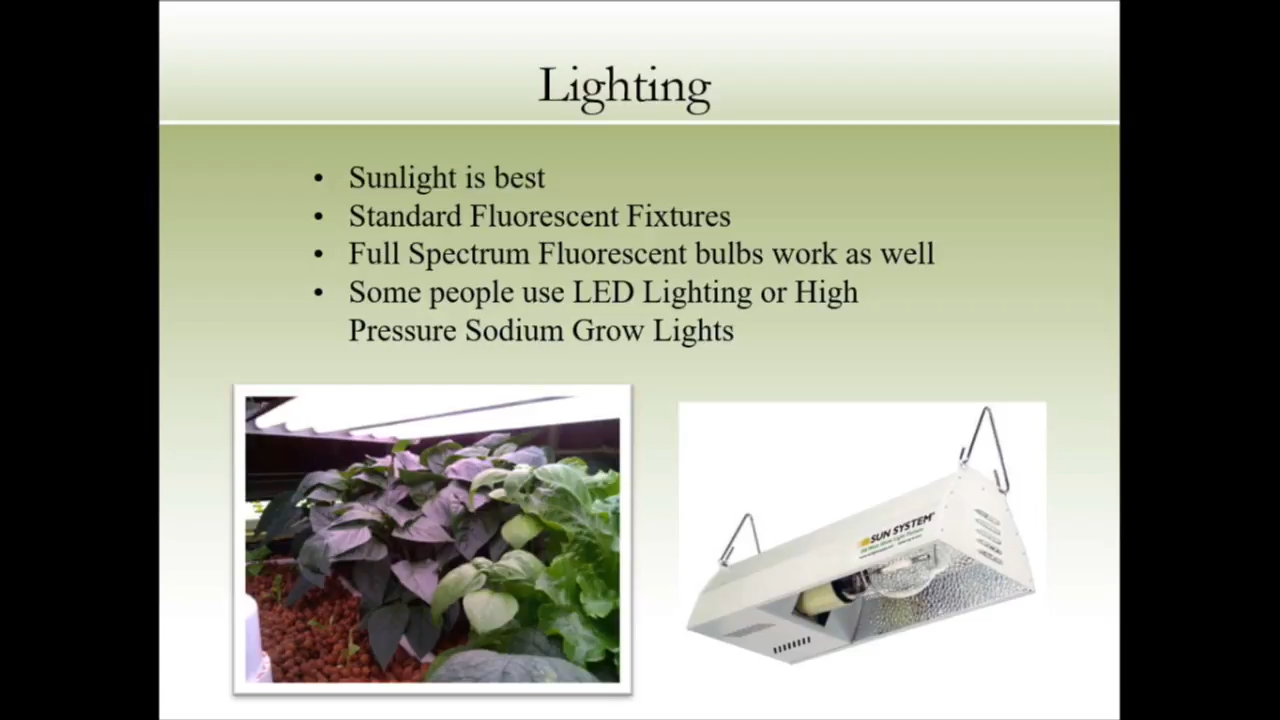 Lighting
• Sunlight is best
• Standard Fluorescent Fixtures
• Full Spectrum Fluorescent bulbs work as well
• Some people use LED Lighting or High
Pressure Sodium Grow Lights
SUN SYSTEM